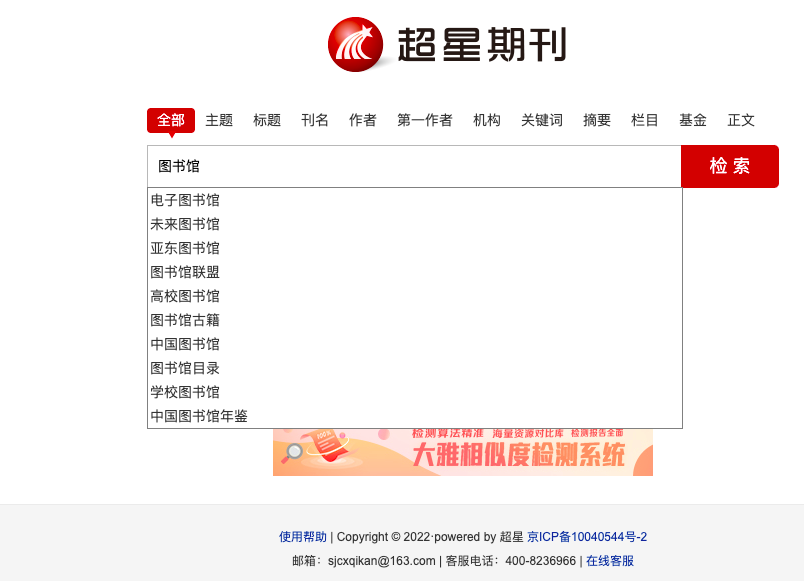 超星期刊
全部 主题 标题 刊名 作者 第一作者 机构 关键词 摘要 栏目 基金 正文
图书馆 检 索
电子图书馆
未来图书馆
亚东图书馆
图书馆联盟
高校图书馆
图书馆古籍
中国图书馆
图书馆目录
学校图书馆
中国图书馆年鉴
检测算法精准 海量资源对比库 检测报告全面
大雅相似度检测系统
使用帮助 | Copyright © 2022·powered by 超星 京ICP备10040544号-2
邮箱：sjcxqikan@163.com | 客服电话：400-8236966 | 在线客服